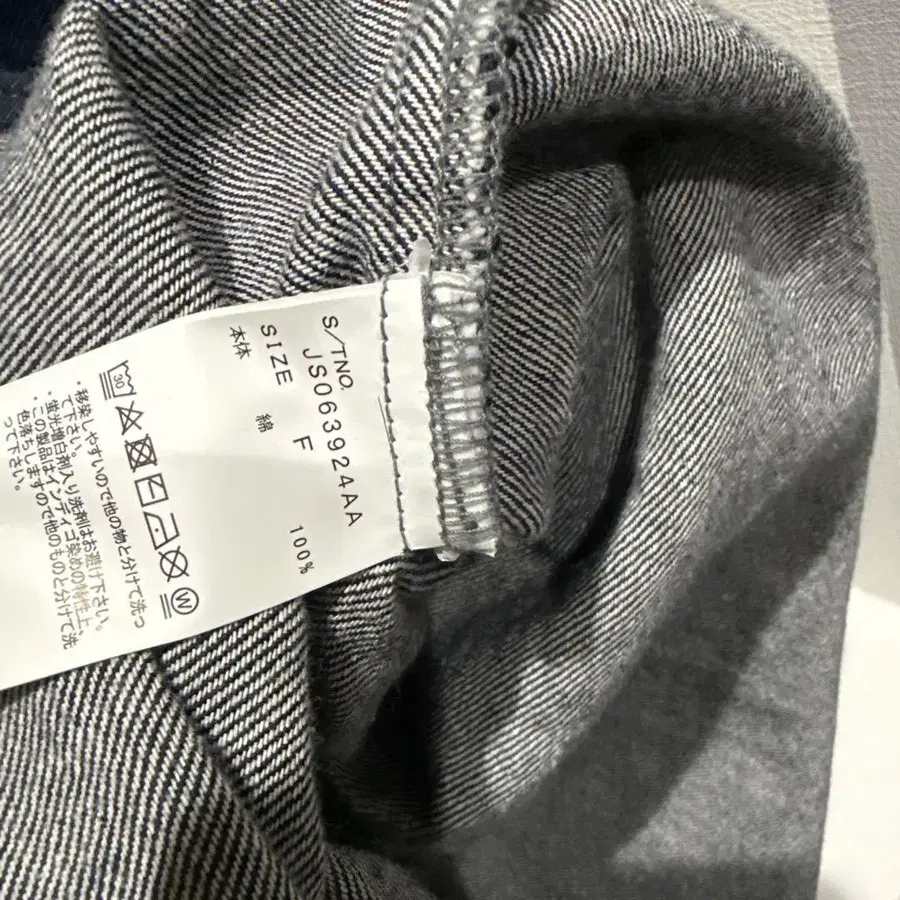 S/TNO.
JS063924AA
SIZE F
本体 綿 100%
30
W
・移染しやすいので他の物と分けて洗っ
て下さい。
・蛍光増白剤入り洗剤はお避け下さい。
・この製品はインディゴ染めの特性上、
色落ちしますので他のものと分けて洗
って下さい。